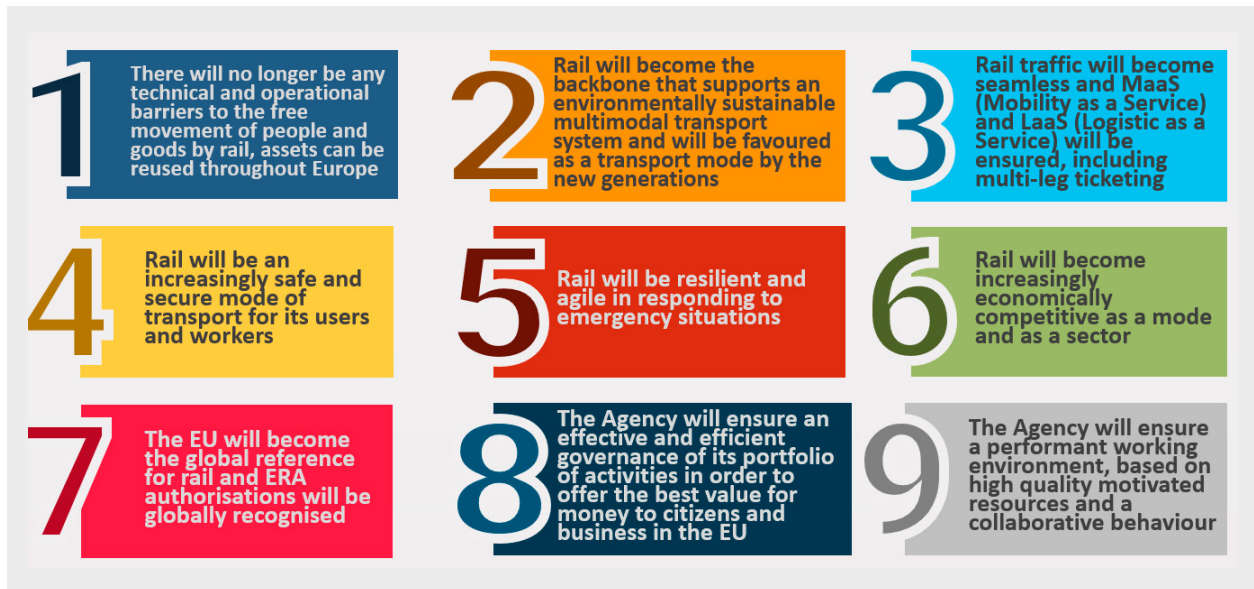 1
There will no longer be any
technical and operational
barriers to the free
movement of people and
goods by rail, assets can be
reused throughout Europe
2
Rail will become the
backbone that supports an
environmentally sustainable
multimodal transport
system and will be favoured
as a transport mode by the
new generations
3
Rail traffic will become
seamless and MaaS
(Mobility as a Service)
and LaaS (Logistic as a
Service) will be
ensured, including
multi-leg ticketing
4
Rail will be an
increasingly safe and
secure mode of
transport for its users
and workers
5
Rail will be resilient and
agile in responding to
emergency situations
6
Rail will become
increasingly
economically
competitive as a mode
and as a sector
7
The EU will become
the global reference
for rail and ERA
authorisations will be
globally recognised
8
The Agency will ensure an
effective and efficient
governance of its portfolio
of activities in order to
offer the best value for
money to citizens and
business in the EU
9
The Agency will ensure
a performant working
environment, based on
high quality motivated
resources and a
collaborative behaviour